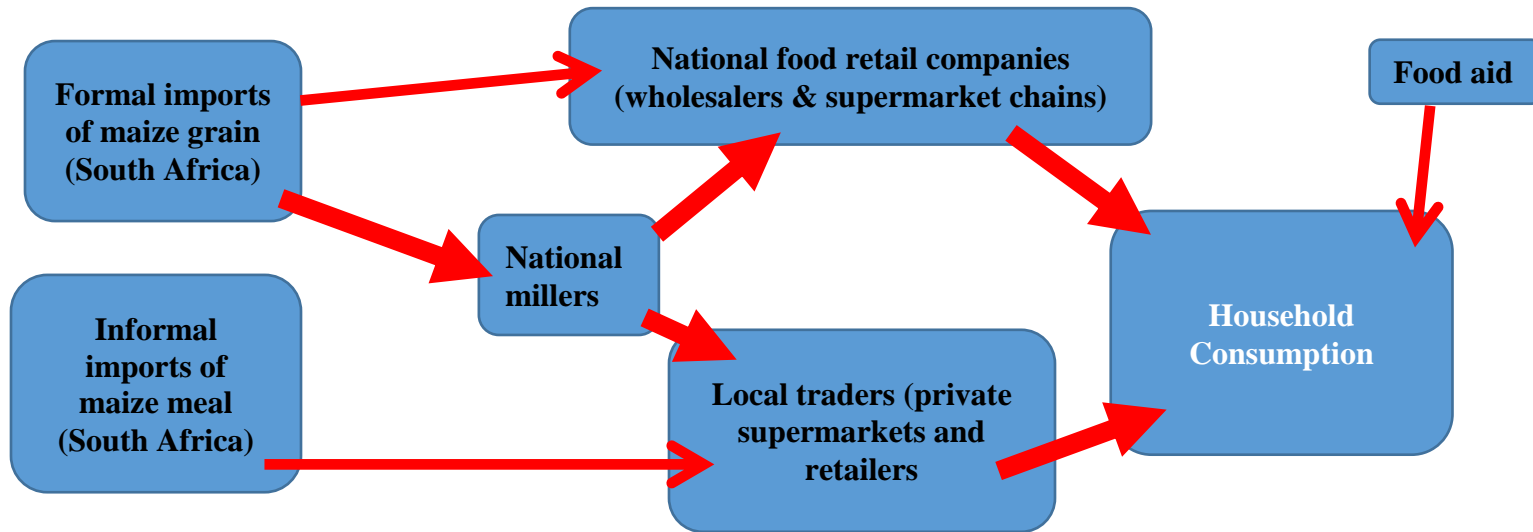 Formal imports
of maize grain
(South Africa)
National food retail companies
(wholesalers & supermarket chains)
Food aid
National
millers
Informal
imports of
maize meal
(South Africa)
Local traders (private
supermarkets and
retailers
Household
Consumption